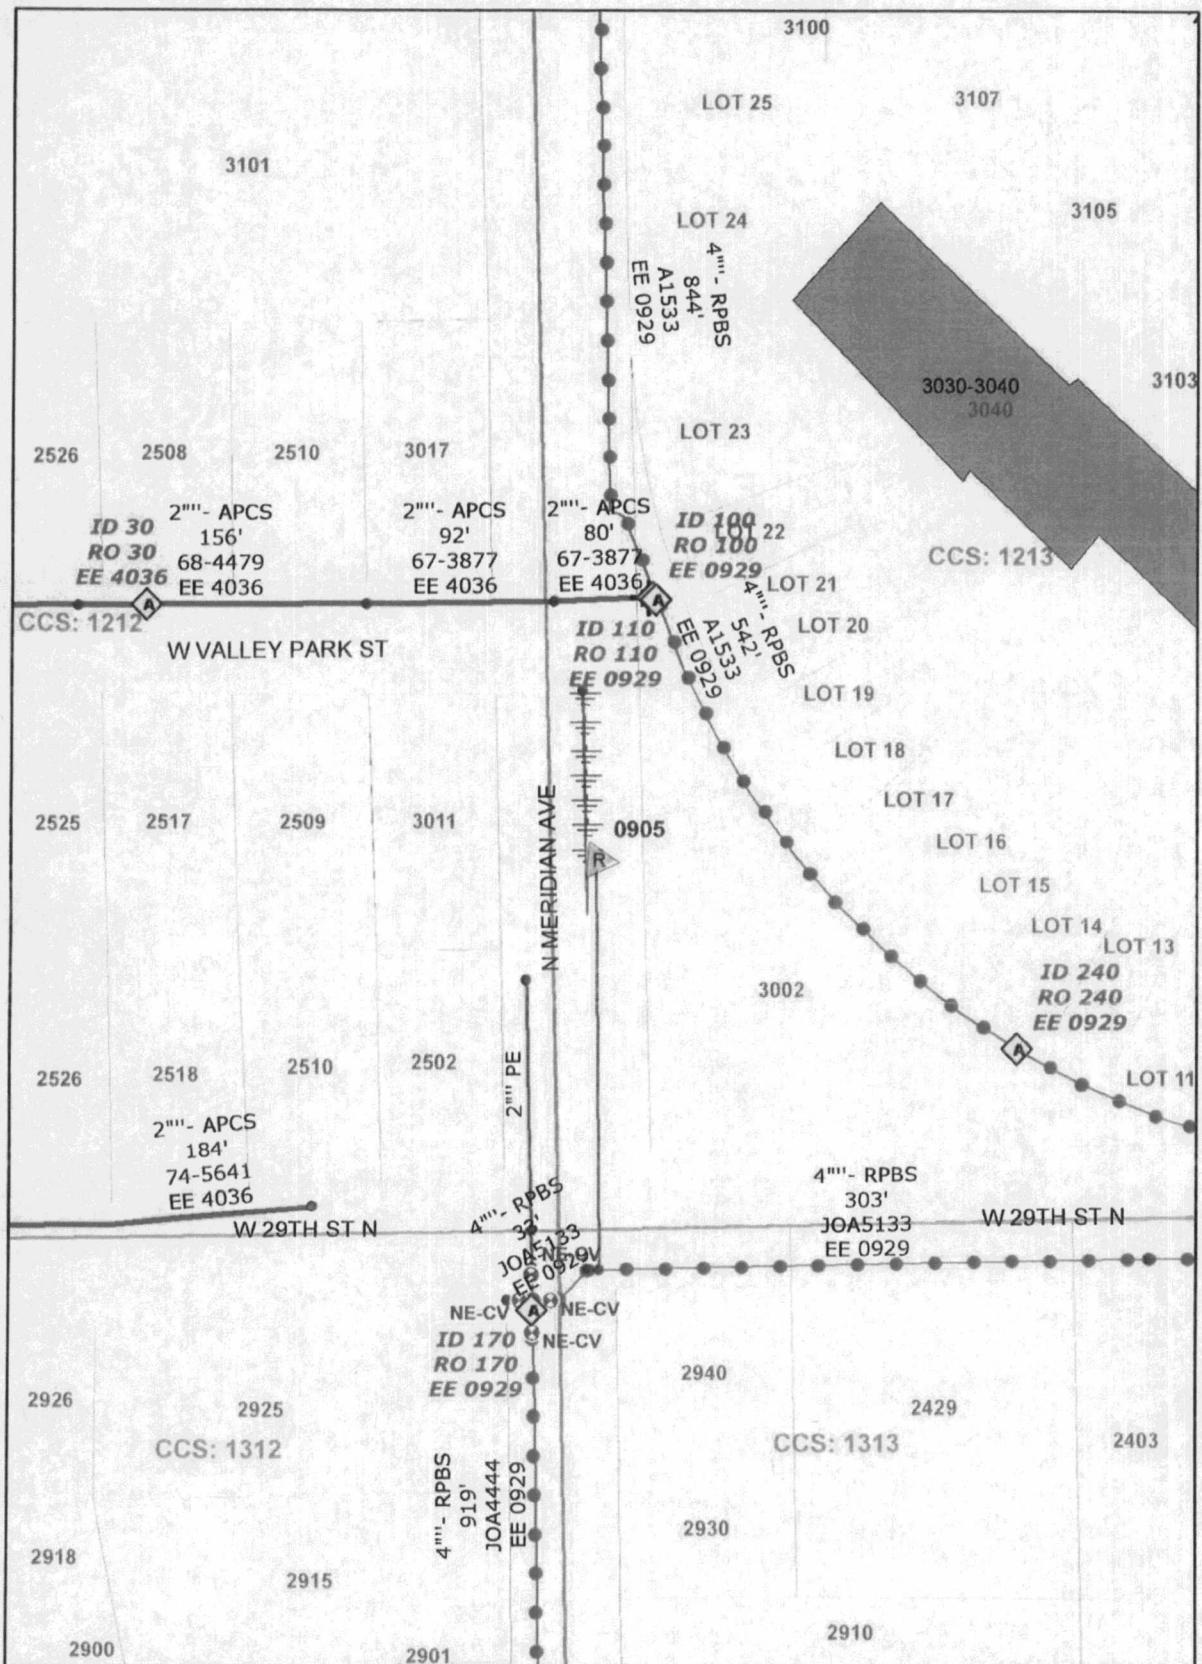 3100
LOT 25
3107
3101
3105
LOT 24
4""- RPBS
844'
A1533
EE 0929
3030-3040
3040
3103
LOT 23
2526
2508
2510
3017
2""- APCS
156'
68-4479
EE 4036
2""- APCS
92'
67-3877
EE 4036
2""- APCS
80'
67-3877
EE 4036
ID 30
RO 30
EE 4036
ID 100
RO 100
EE 0929
LOT 22
CCS: 1213
LOT 21
A
A
CCS: 1212
W VALLEY PARK ST
ID 110
RO 110
EE 0929
4""- RPBS
542'
A1533
EE 0929
LOT 20
LOT 19
LOT 18
LOT 17
2525
2517
2509
3011
N MERIDIAN AVE
0905
R
LOT 16
LOT 15
LOT 14
LOT 13
3002
ID 240
RO 240
EE 0929
A
LOT 11
2526
2518
2510
2502
2"" PE
2""- APCS
184'
74-5641
EE 4036
W 29TH ST N
4""- RPBS
32'
JOA5133
EE 0929
4""- RPBS
303'
JOA5133
EE 0929
W 29TH ST N
NE-CV
NE-CV
A
NE-CV
NE-CV
ID 170
RO 170
EE 0929
2926
2925
2940
2429
CCS: 1312
CCS: 1313
2403
4""- RPBS
919'
JOA4444
EE 0929
2930
2918
2915
2910
2900
2901